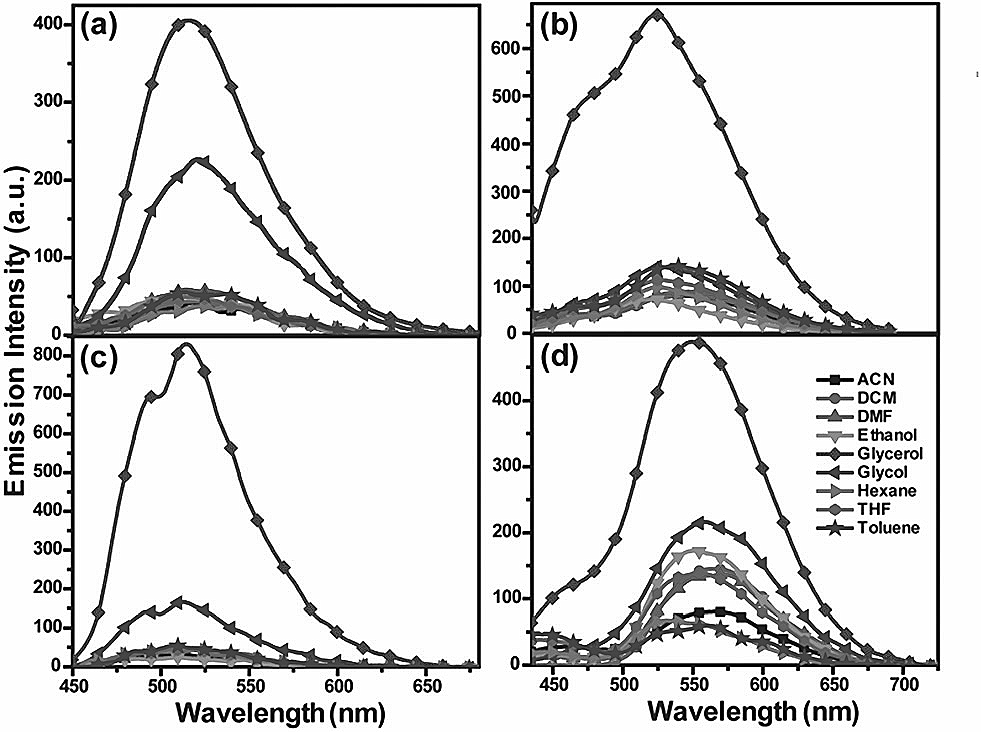 Emission Intensity (a.u.)
(a)
400
300
200
100
0
(b)
600
500
400
300
200
100
0
(c)
800
700
600
500
400
300
200
100
0
450 500 550 600 650
Wavelength (nm)
(d)
400
300
200
100
0
450 500 550 600 650 700
Wavelength (nm)
ACN
DCM
DMF
Ethanol
Glycerol
Glycol
Hexane
THF
Toluene